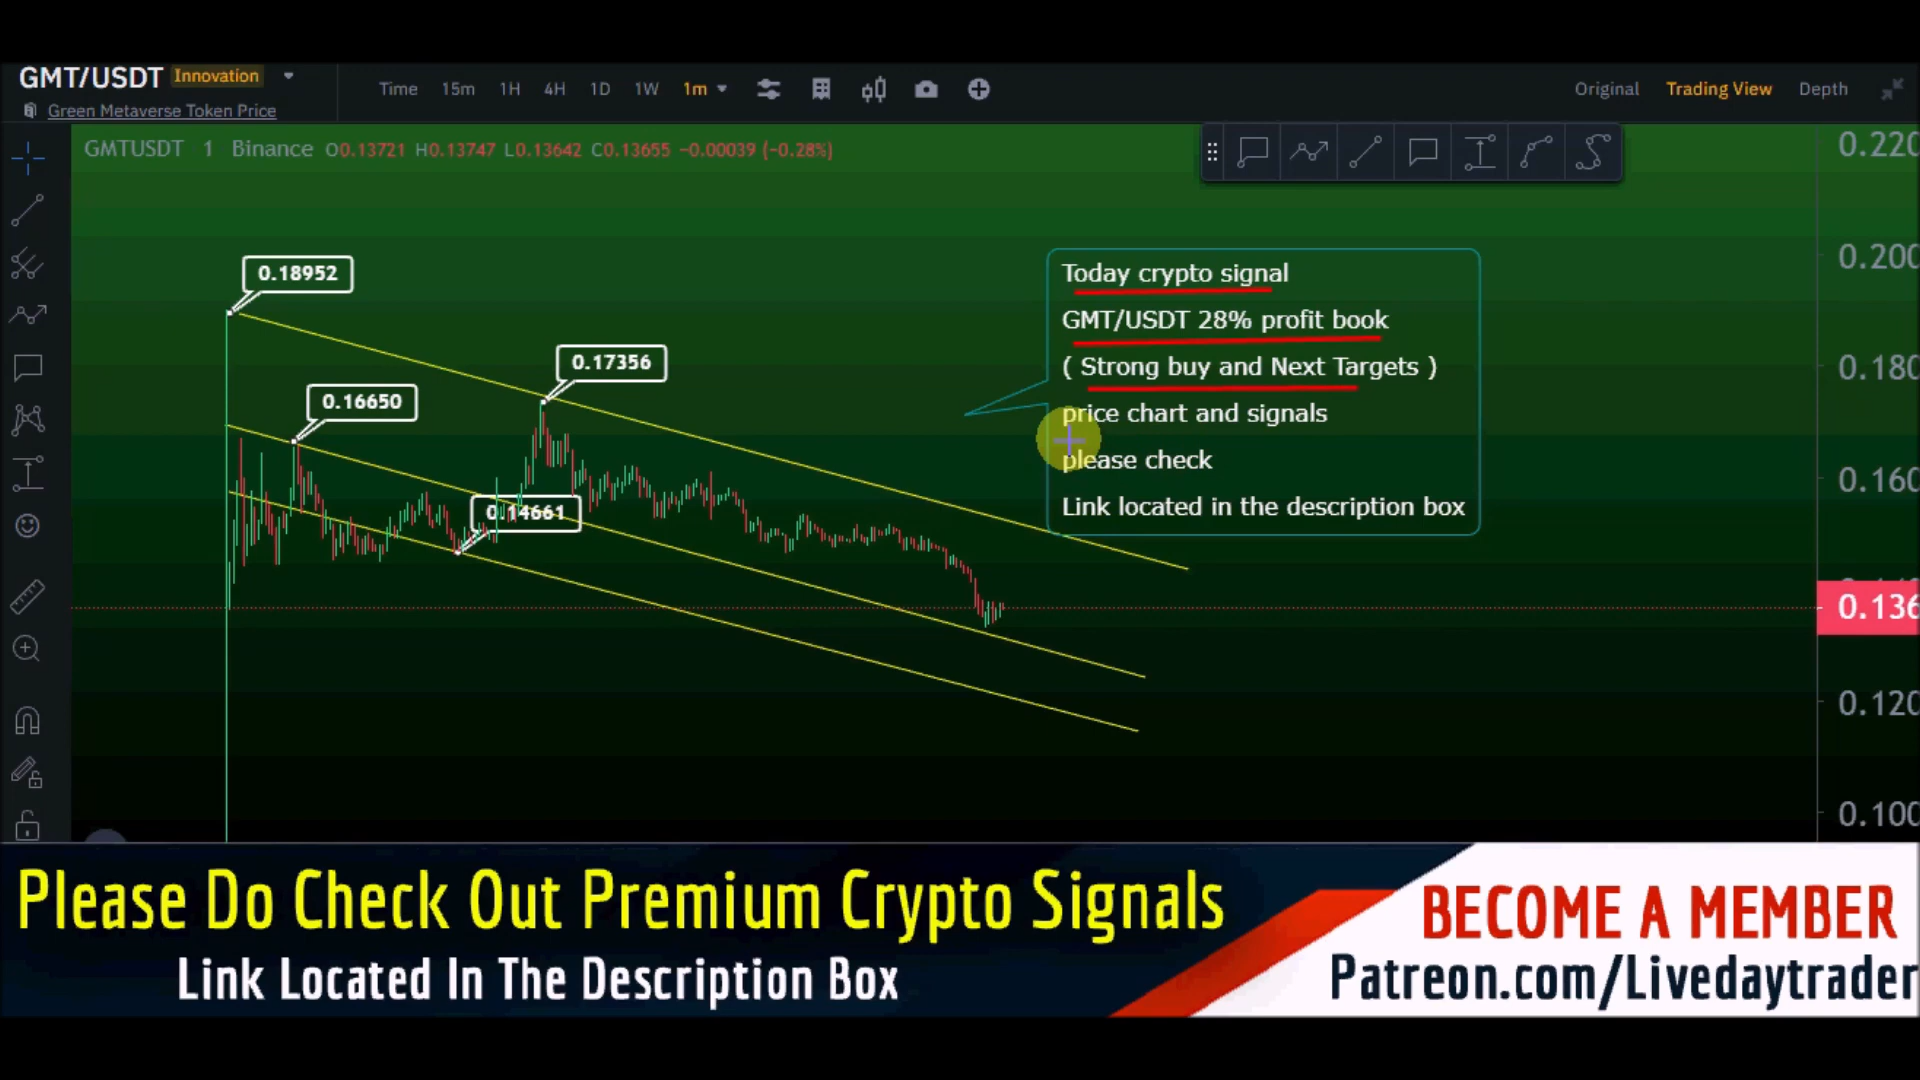 GMT/USDT Innovation
Green Metaverse Token Price
Time 15m 1H 4H 1D 1W 1m
Original Trading View Depth
GMTUSDT 1 Binance O0.13721 H0.13747 L0.13642 C0.13655 −0.00039 (−0.28%)
0.220
0.200
0.180
0.160
0.136
0.120
0.100
0.18952
0.17356
0.16650
0.14661
Today crypto signal
GMT/USDT 28% profit book
( Strong buy and Next Targets )
price chart and signals
please check
Link located in the description box
Please Do Check Out Premium Crypto Signals
Link Located In The Description Box
BECOME A MEMBER
Patreon.com/Livedaytrader